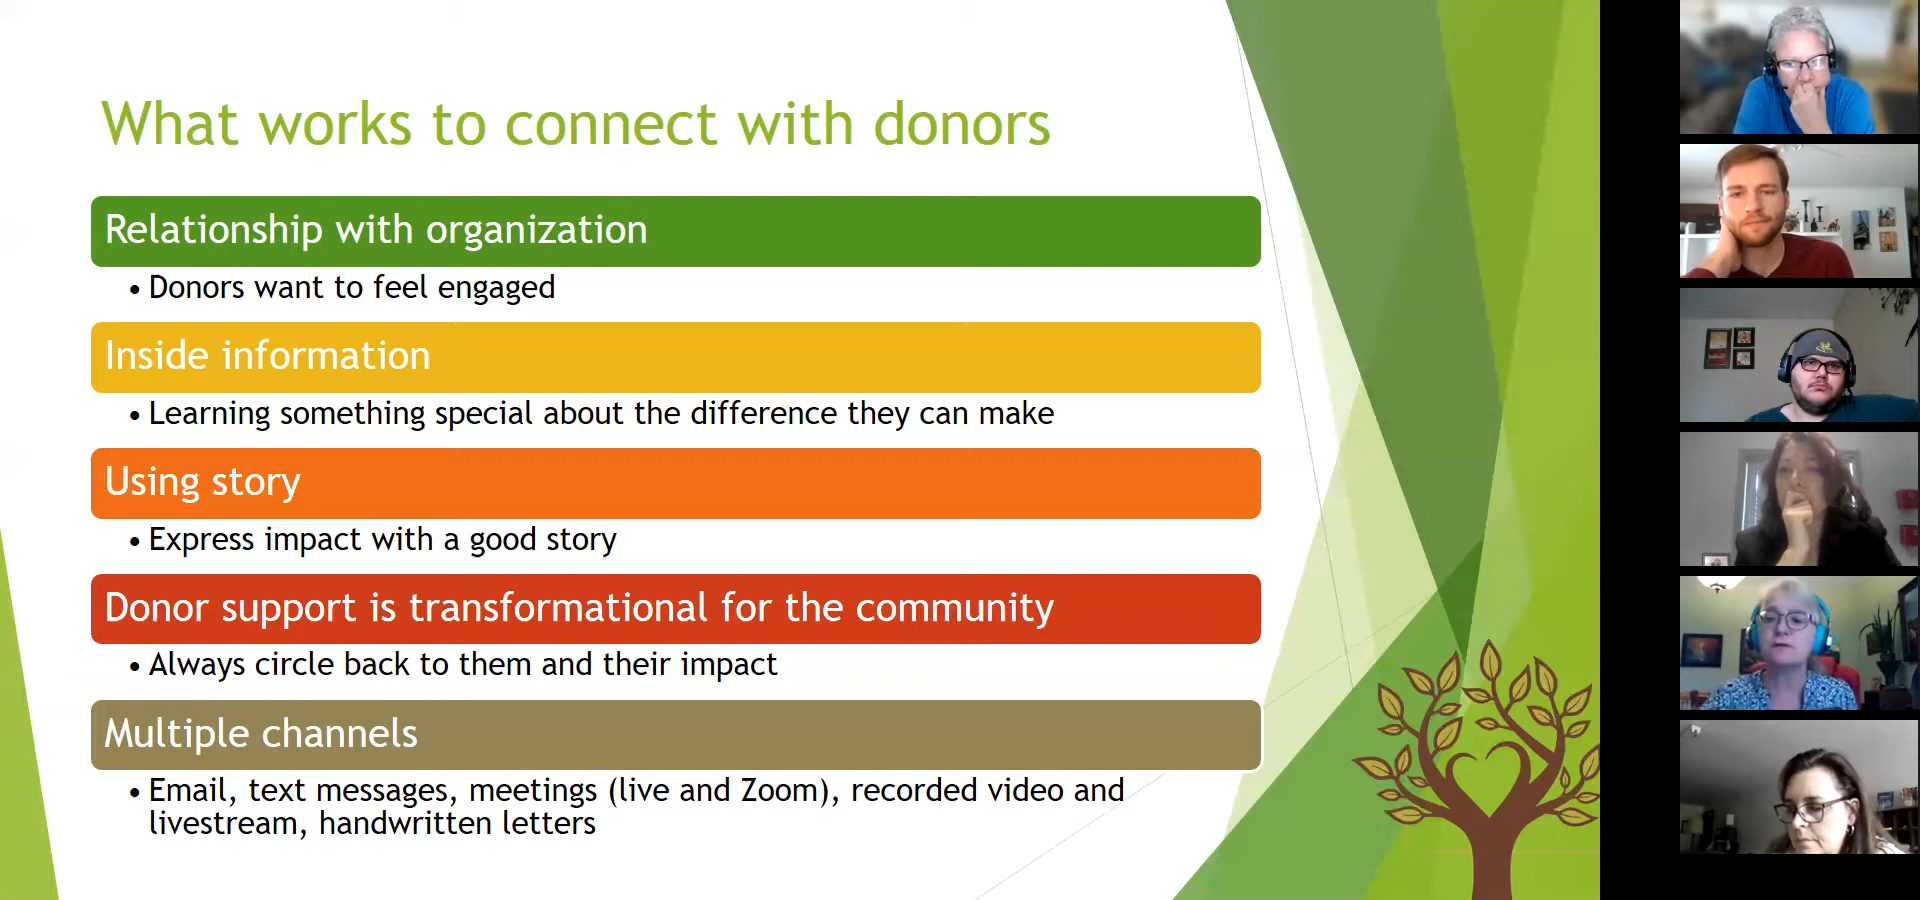 What works to connect with donors
Relationship with organization
• Donors want to feel engaged
Inside information
• Learning something special about the difference they can make
Using story
• Express impact with a good story
Donor support is transformational for the community
• Always circle back to them and their impact
Multiple channels
• Email, text messages, meetings (live and Zoom), recorded video and
livestream, handwritten letters